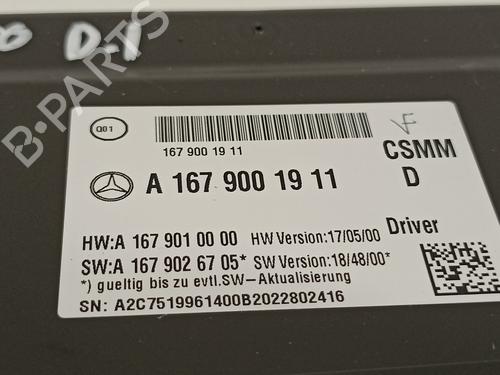 D-1
B-PARTS
Q01
167 900 19 11
VF
CSMM
A 167 900 19 11
D
HW:A 167 901 00 00 HW Version:17/05/00
Driver
SW:A 167 902 67 05* SW Version:18/48/00*
*) gueltig bis zu evtl.SW-Aktualisierung
SN: A2C7519961400B2022802416